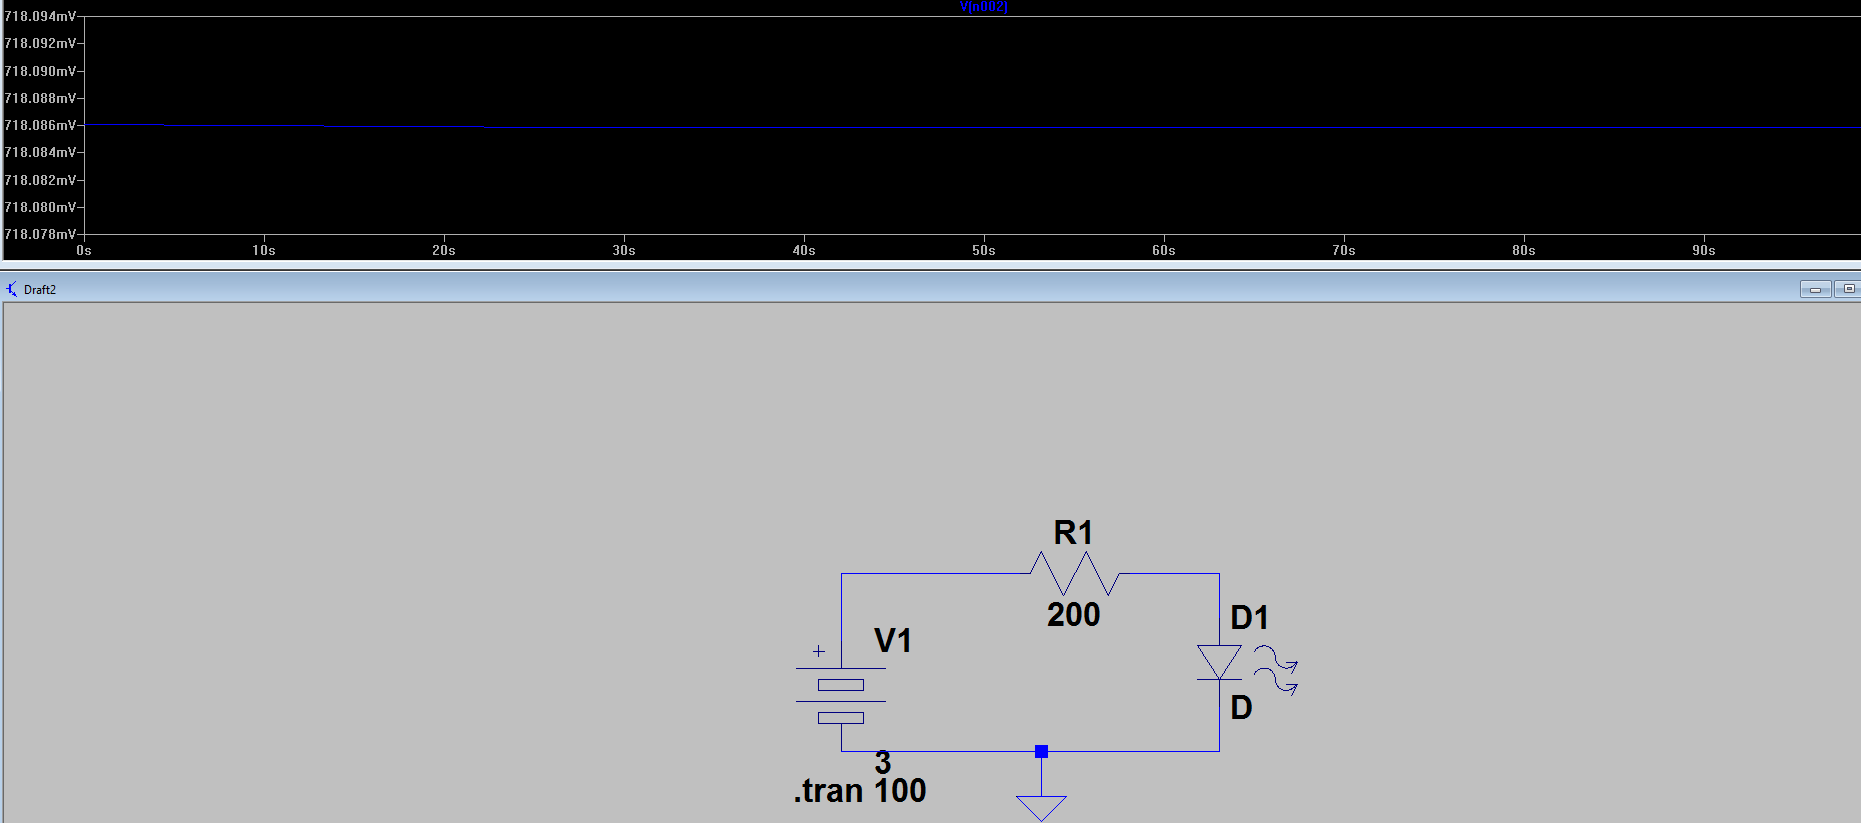 V(n002)
718.094mV
718.092mV
718.090mV
718.088mV
718.086mV
718.084mV
718.082mV
718.080mV
718.078mV
0s 10s 20s 30s 40s 50s 60s 70s 80s 90s
Draft2
R1
200
D1
V1
+
D
3
.tran 100